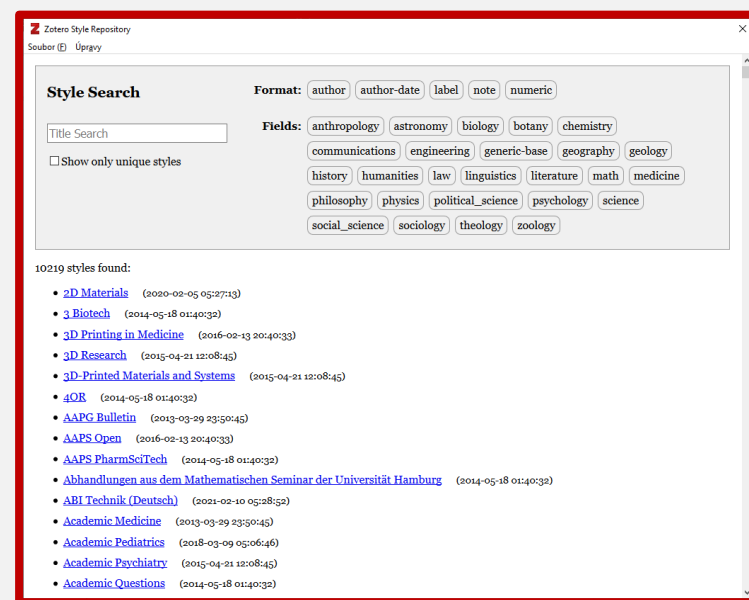 Zotero Style Repository
Soubor (F) Úpravy
Style Search
Title Search
Show only unique styles
Format: author author-date label note numeric
Fields: anthropology astronomy biology botany chemistry
communications engineering generic-base geography geology
history humanities law linguistics literature math medicine
philosophy physics political_science psychology science
social_science sociology theology zoology
10219 styles found:
2D Materials (2020-02-05 05:27:13)
3 Biotech (2014-05-18 01:40:32)
3D Printing in Medicine (2016-02-13 20:40:33)
3D Research (2015-04-21 12:08:45)
3D-Printed Materials and Systems (2015-04-21 12:08:45)
4OR (2014-05-18 01:40:32)
AAPG Bulletin (2013-03-29 23:50:45)
AAPS Open (2016-02-13 20:40:33)
AAPS PharmSciTech (2014-05-18 01:40:32)
Abhandlungen aus dem Mathematischen Seminar der Universität Hamburg (2014-05-18 01:40:32)
ABI Technik (Deutsch) (2021-02-10 05:28:52)
Academic Medicine (2013-03-29 23:50:45)
Academic Pediatrics (2018-03-09 05:06:46)
Academic Psychiatry (2015-04-21 12:08:45)
Academic Questions (2014-05-18 01:40:32)